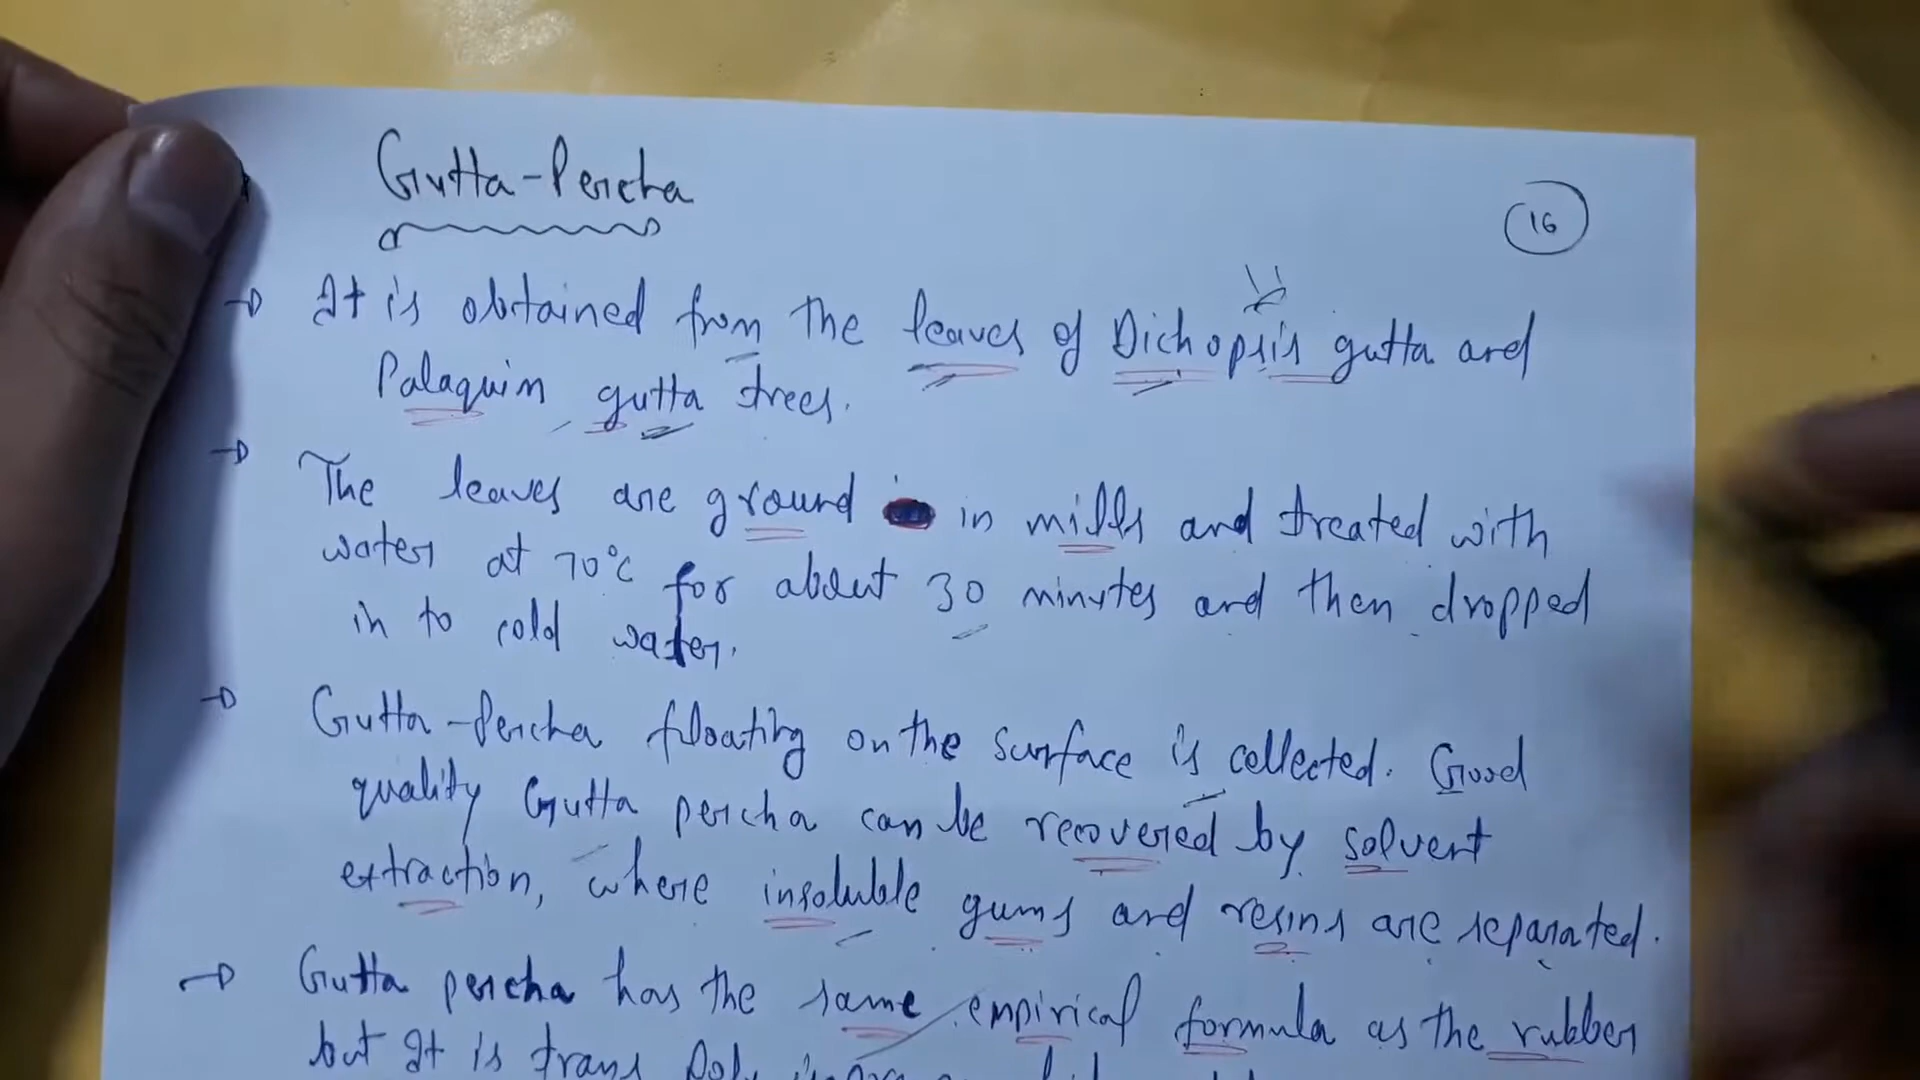 Gutta-Percha
16
→ It is obtained from the leaves of Dichopsis gutta and
Palaquim gutta trees.
→ The leaves are ground in mills and treated with
water at 70°C for about 30 minutes and then dropped
in to cold water.
→ Gutta-Percha floating on the surface is collected. Good
quality Gutta percha can be recovered by solvent
extraction, where insoluble gums and resins are separated.
→ Gutta percha has the same empirical formula as the rubber
but It is trans